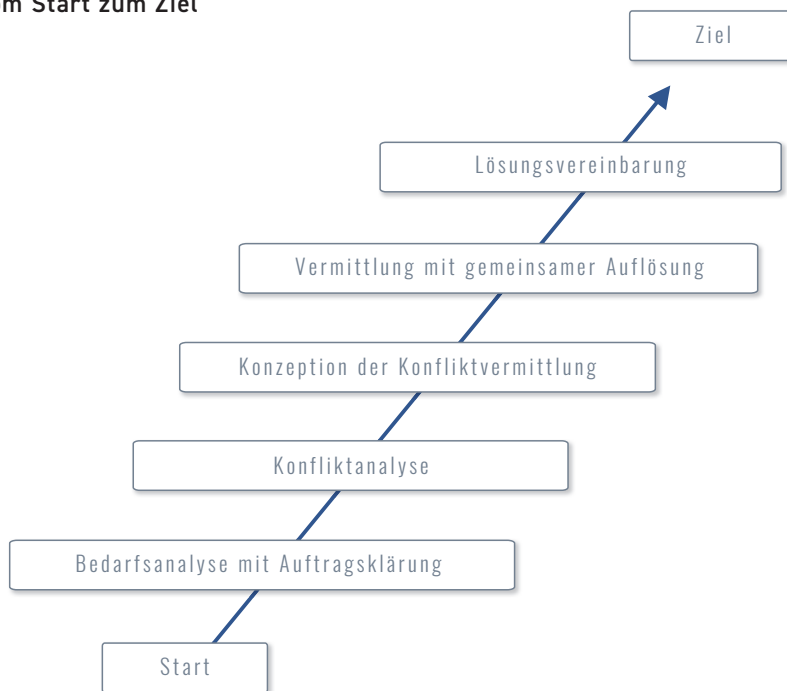 m Start zum Ziel
Ziel
Lösungsvereinbarung
Vermittlung mit gemeinsamer Auflösung
Konzeption der Konfliktvermittlung
Konfliktanalyse
Bedarfsanalyse mit Auftragsklärung
Start